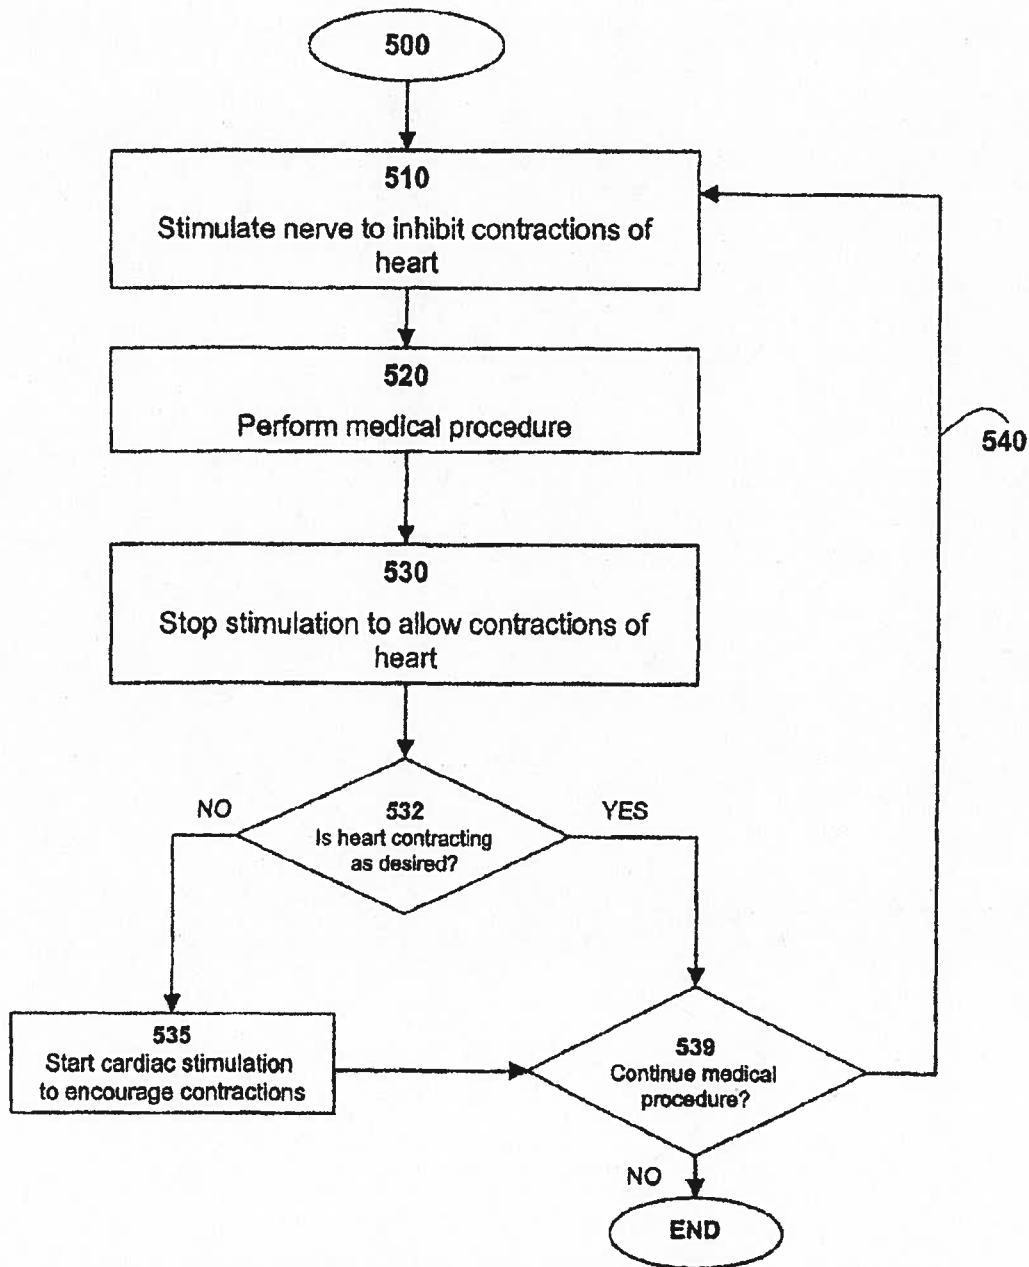 500
510
Stimulate nerve to inhibit contractions of
heart
520
Perform medical procedure
540
530
Stop stimulation to allow contractions of
heart
NO
532
Is heart contracting
as desired?
YES
535
Start cardiac stimulation
to encourage contractions
539
Continue medical
procedure?
NO
END